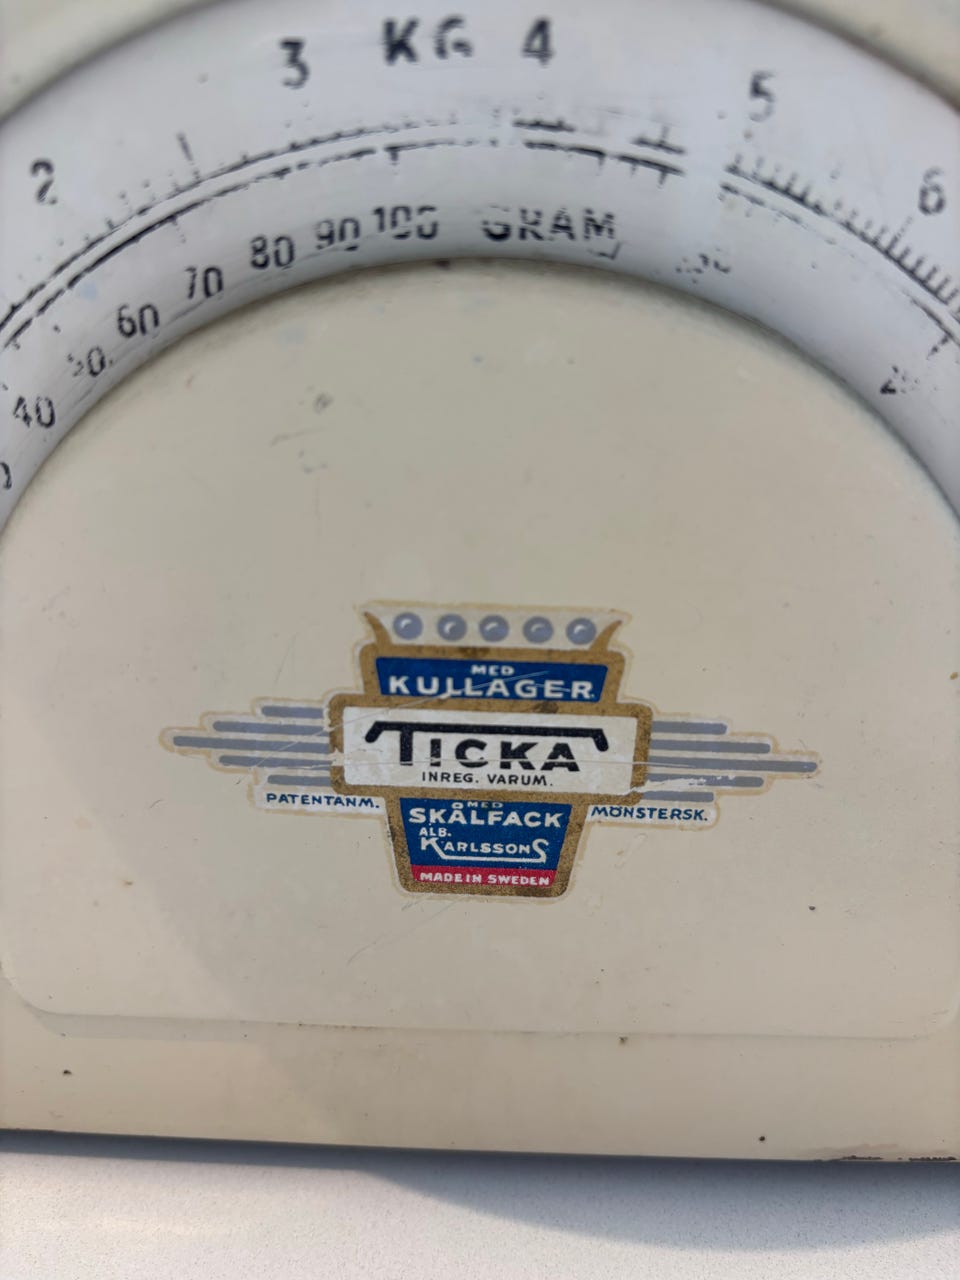 2 3 KG 4 5 6
40 60 70 80 90 100 GRAM
MED
KULLAGER
TICKA
INREG. VARUM.
PATENTANM. MÖNSTERSK.
MED
SKÅLFACK
ALB.
KARLSSONS
MADE IN SWEDEN